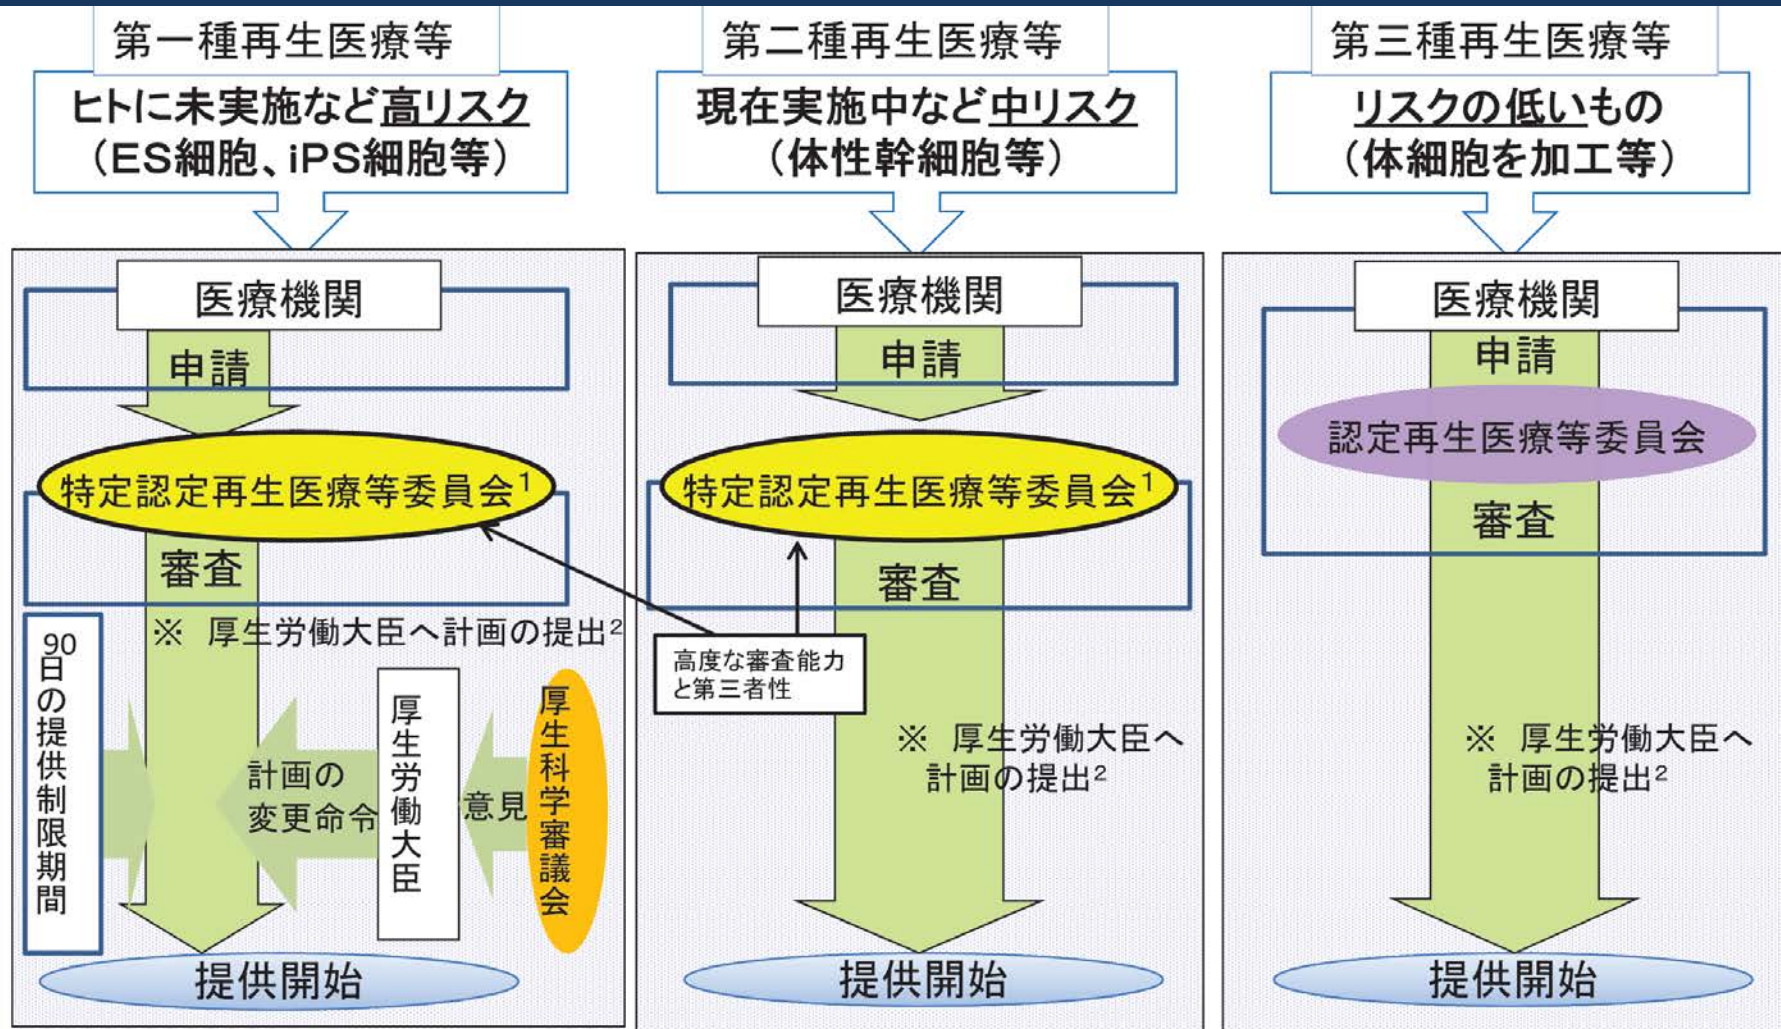 第一種再生医療等
ヒトに未実施など高リスク
（ES細胞、iPS細胞等）
医療機関
申請
特定認定再生医療等委員会1
審査
※ 厚生労働大臣へ計画の提出2
90
日の提供制限期間
計画の
変更命令
厚生労働大臣
意見
厚生科学審議会
提供開始
第二種再生医療等
現在実施中など中リスク
（体性幹細胞等）
医療機関
申請
特定認定再生医療等委員会1
審査
高度な審査能力
と第三者性
※ 厚生労働大臣へ
計画の提出2
提供開始
第三種再生医療等
リスクの低いもの
（体細胞を加工等）
医療機関
申請
認定再生医療等委員会
審査
※ 厚生労働大臣へ
計画の提出2
提供開始